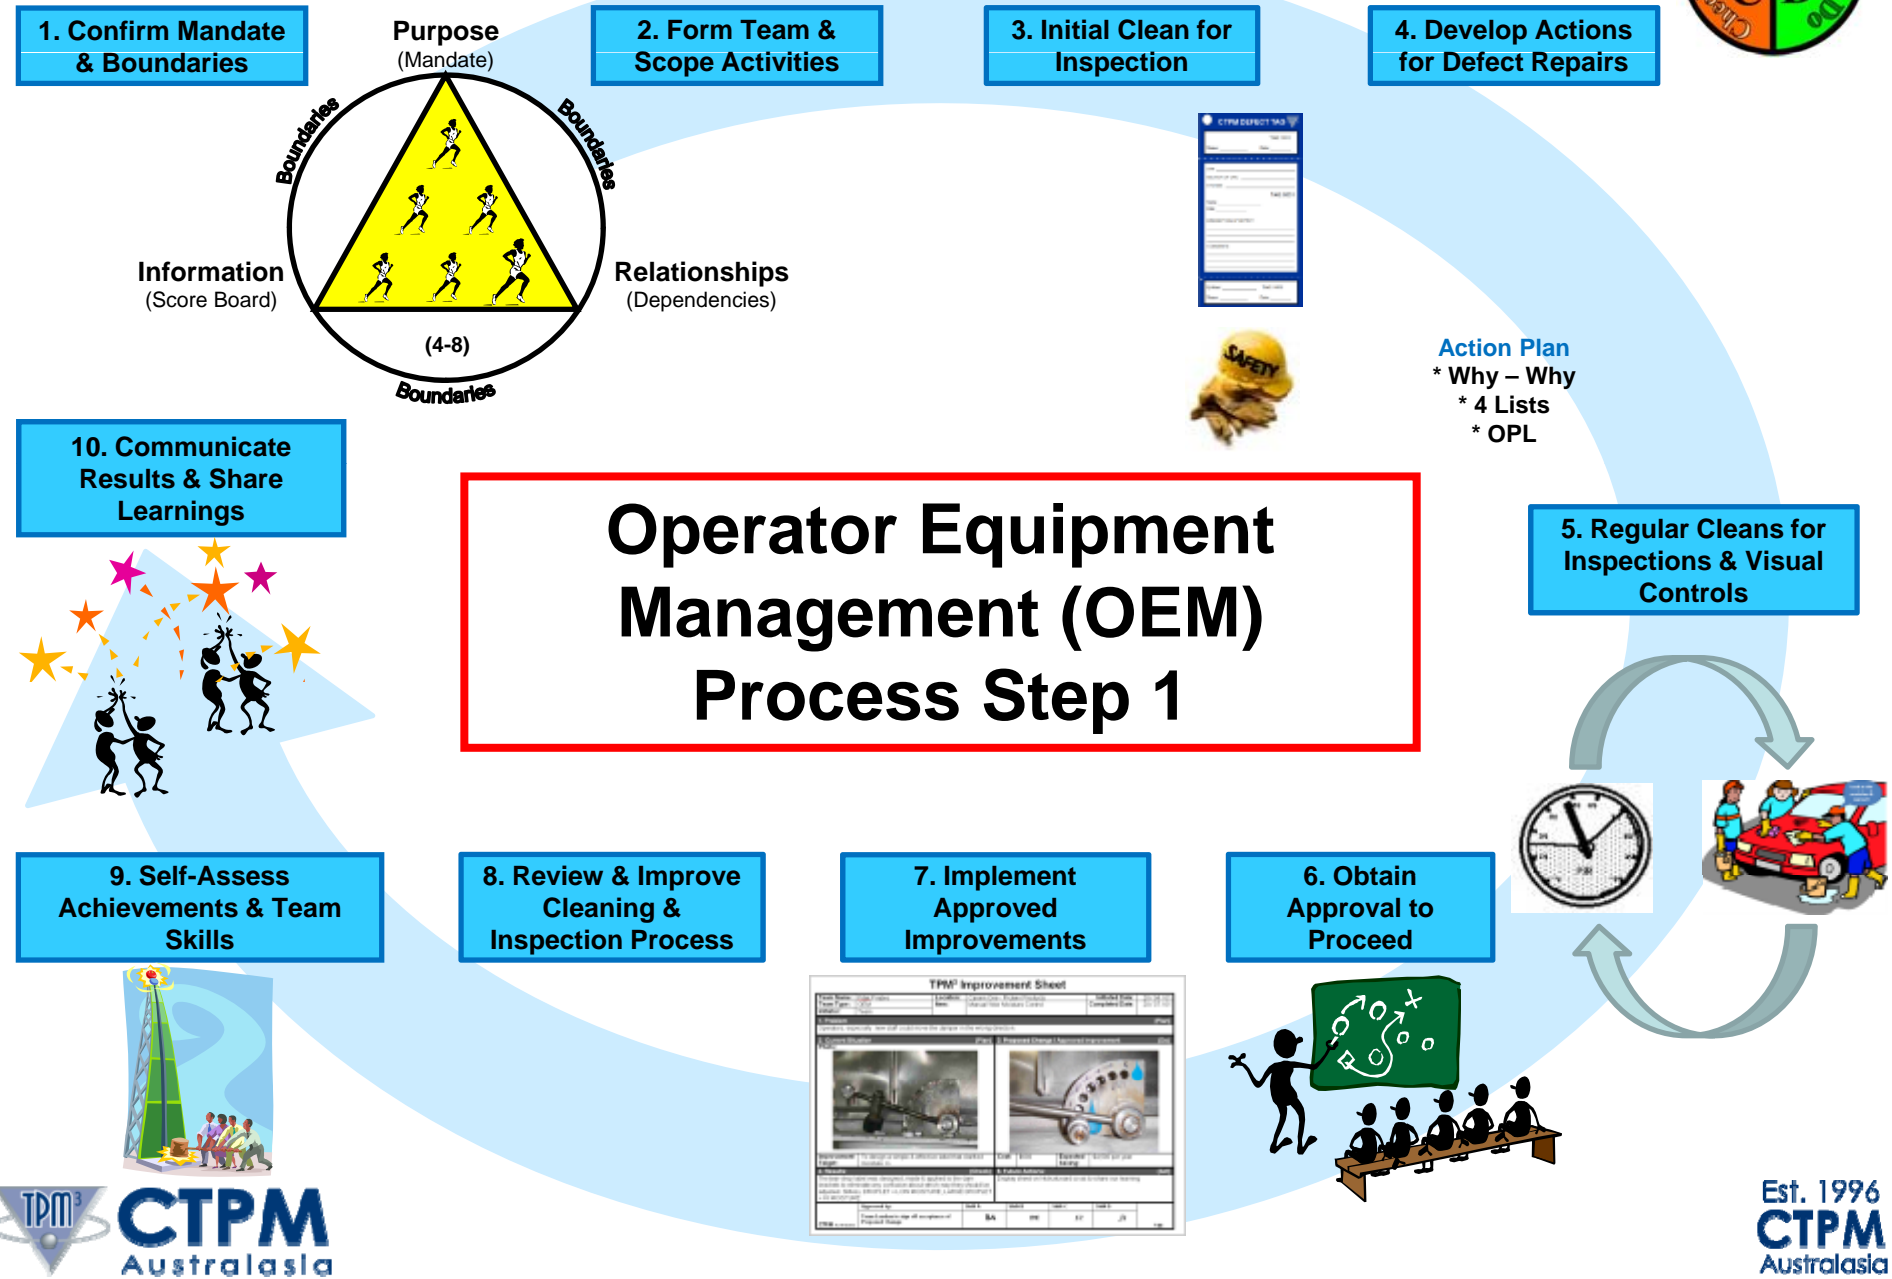 1. Confirm Mandate
& Boundaries
Purpose
(Mandate)
2. Form Team &
Scope Activities
3. Initial Clean for
Inspection
4. Develop Actions
for Defect Repairs
Check
Do
Boundaries
Boundaries
CTPM DEFECT TAG
Information
(Score Board)
Relationships
(Dependencies)
(4-8)
Boundaries
SAFETY
Action Plan
* Why – Why
* 4 Lists
* OPL
10. Communicate
Results & Share
Learnings
Operator Equipment
Management (OEM)
Process Step 1
5. Regular Cleans for
Inspections & Visual
Controls
9. Self-Assess
Achievements & Team
Skills
8. Review & Improve
Cleaning &
Inspection Process
7. Implement
Approved
Improvements
6. Obtain
Approval to
Proceed
TPM³ Improvement Sheet
TPM³
CTPM
Australasia
Est. 1996
CTPM
Australasia